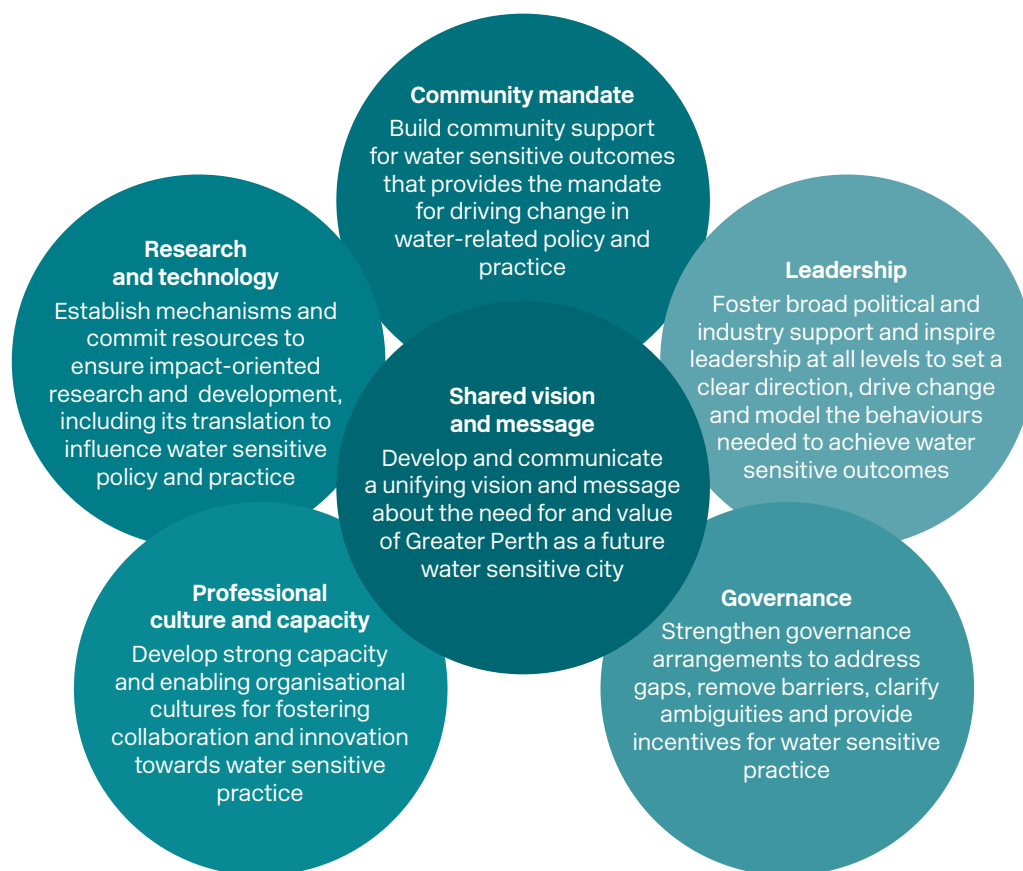 Community mandate
Build community support
for water sensitive outcomes
that provides the mandate
for driving change in
water-related policy and
practice
Research
and technology
Establish mechanisms and
commit resources to
ensure impact-oriented
research and development,
including its translation to
influence water sensitive
policy and practice
Leadership
Foster broad political and
industry support and inspire
leadership at all levels to set a
clear direction, drive change
and model the behaviours
needed to achieve water
sensitive outcomes
Shared vision
and message
Develop and communicate
a unifying vision and message
about the need for and value
of Greater Perth as a future
water sensitive city
Professional
culture and capacity
Develop strong capacity
and enabling organisational
cultures for fostering
collaboration and innovation
towards water sensitive
practice
Governance
Strengthen governance
arrangements to address
gaps, remove barriers, clarify
ambiguities and provide
incentives for water sensitive
practice